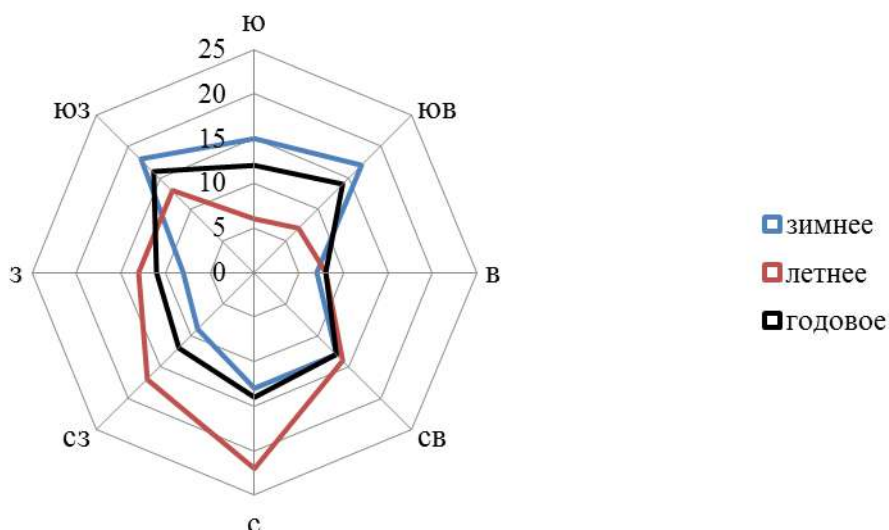 Ю
25
20
15
10
5
0
ЮЗ
ЮВ
З
В
СЗ
СВ
С
зимнее
летнее
годовое